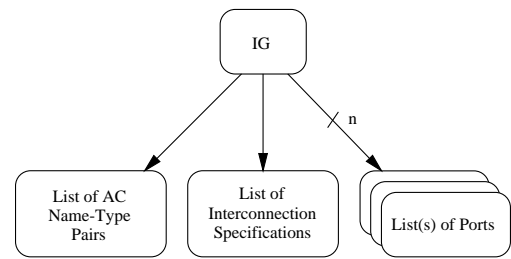 IG
n
List of AC
Name-Type
Pairs
List of
Interconnection
Specifications
List(s) of Ports